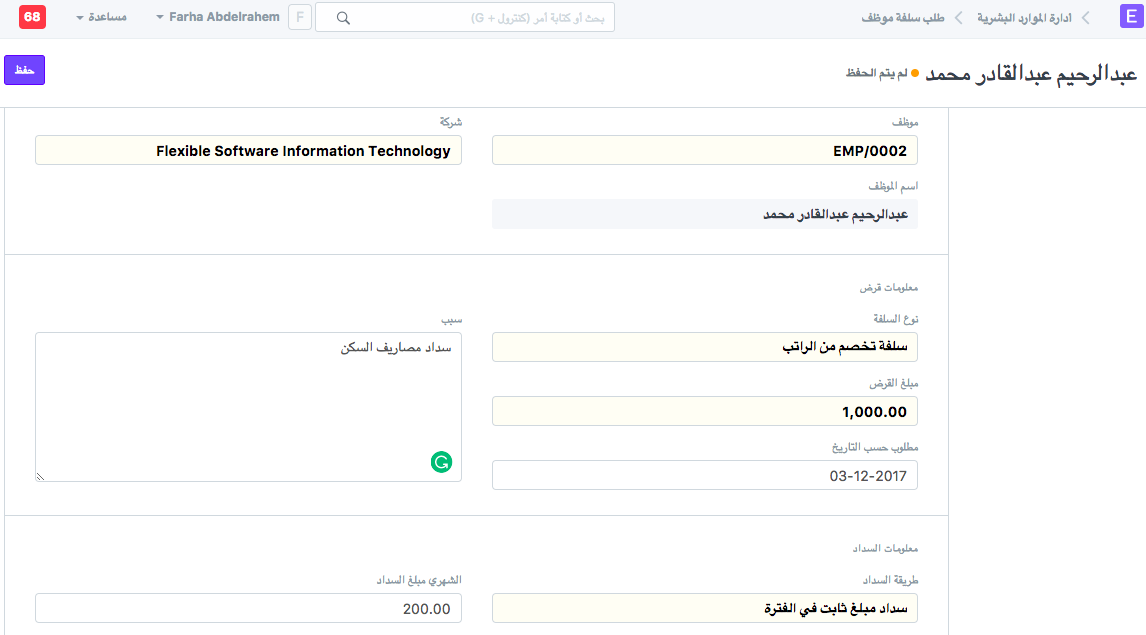 E
ادارة الموارد البشرية
طلب سلفة موظف
بحث أو كتابة أمر (كنترول + G)
F
Farha Abdelrahem
مساعدة
68
عبدالرحيم عبدالقادر محمد
لم يتم الحفظ
حفظ
موظف
EMP/0002
شركة
Flexible Software Information Technology
اسم الموظف
عبدالرحيم عبدالقادر محمد
معلومات قرض
نوع السلفة
سلفة تخصم من الراتب
سبب
سداد مصاريف السكن
مبلغ القرض
1,000.00
مطلوب حسب التاريخ
03-12-2017
معلومات السداد
طريقة السداد
سداد مبلغ ثابت في الفترة
الشهري مبلغ السداد
200.00